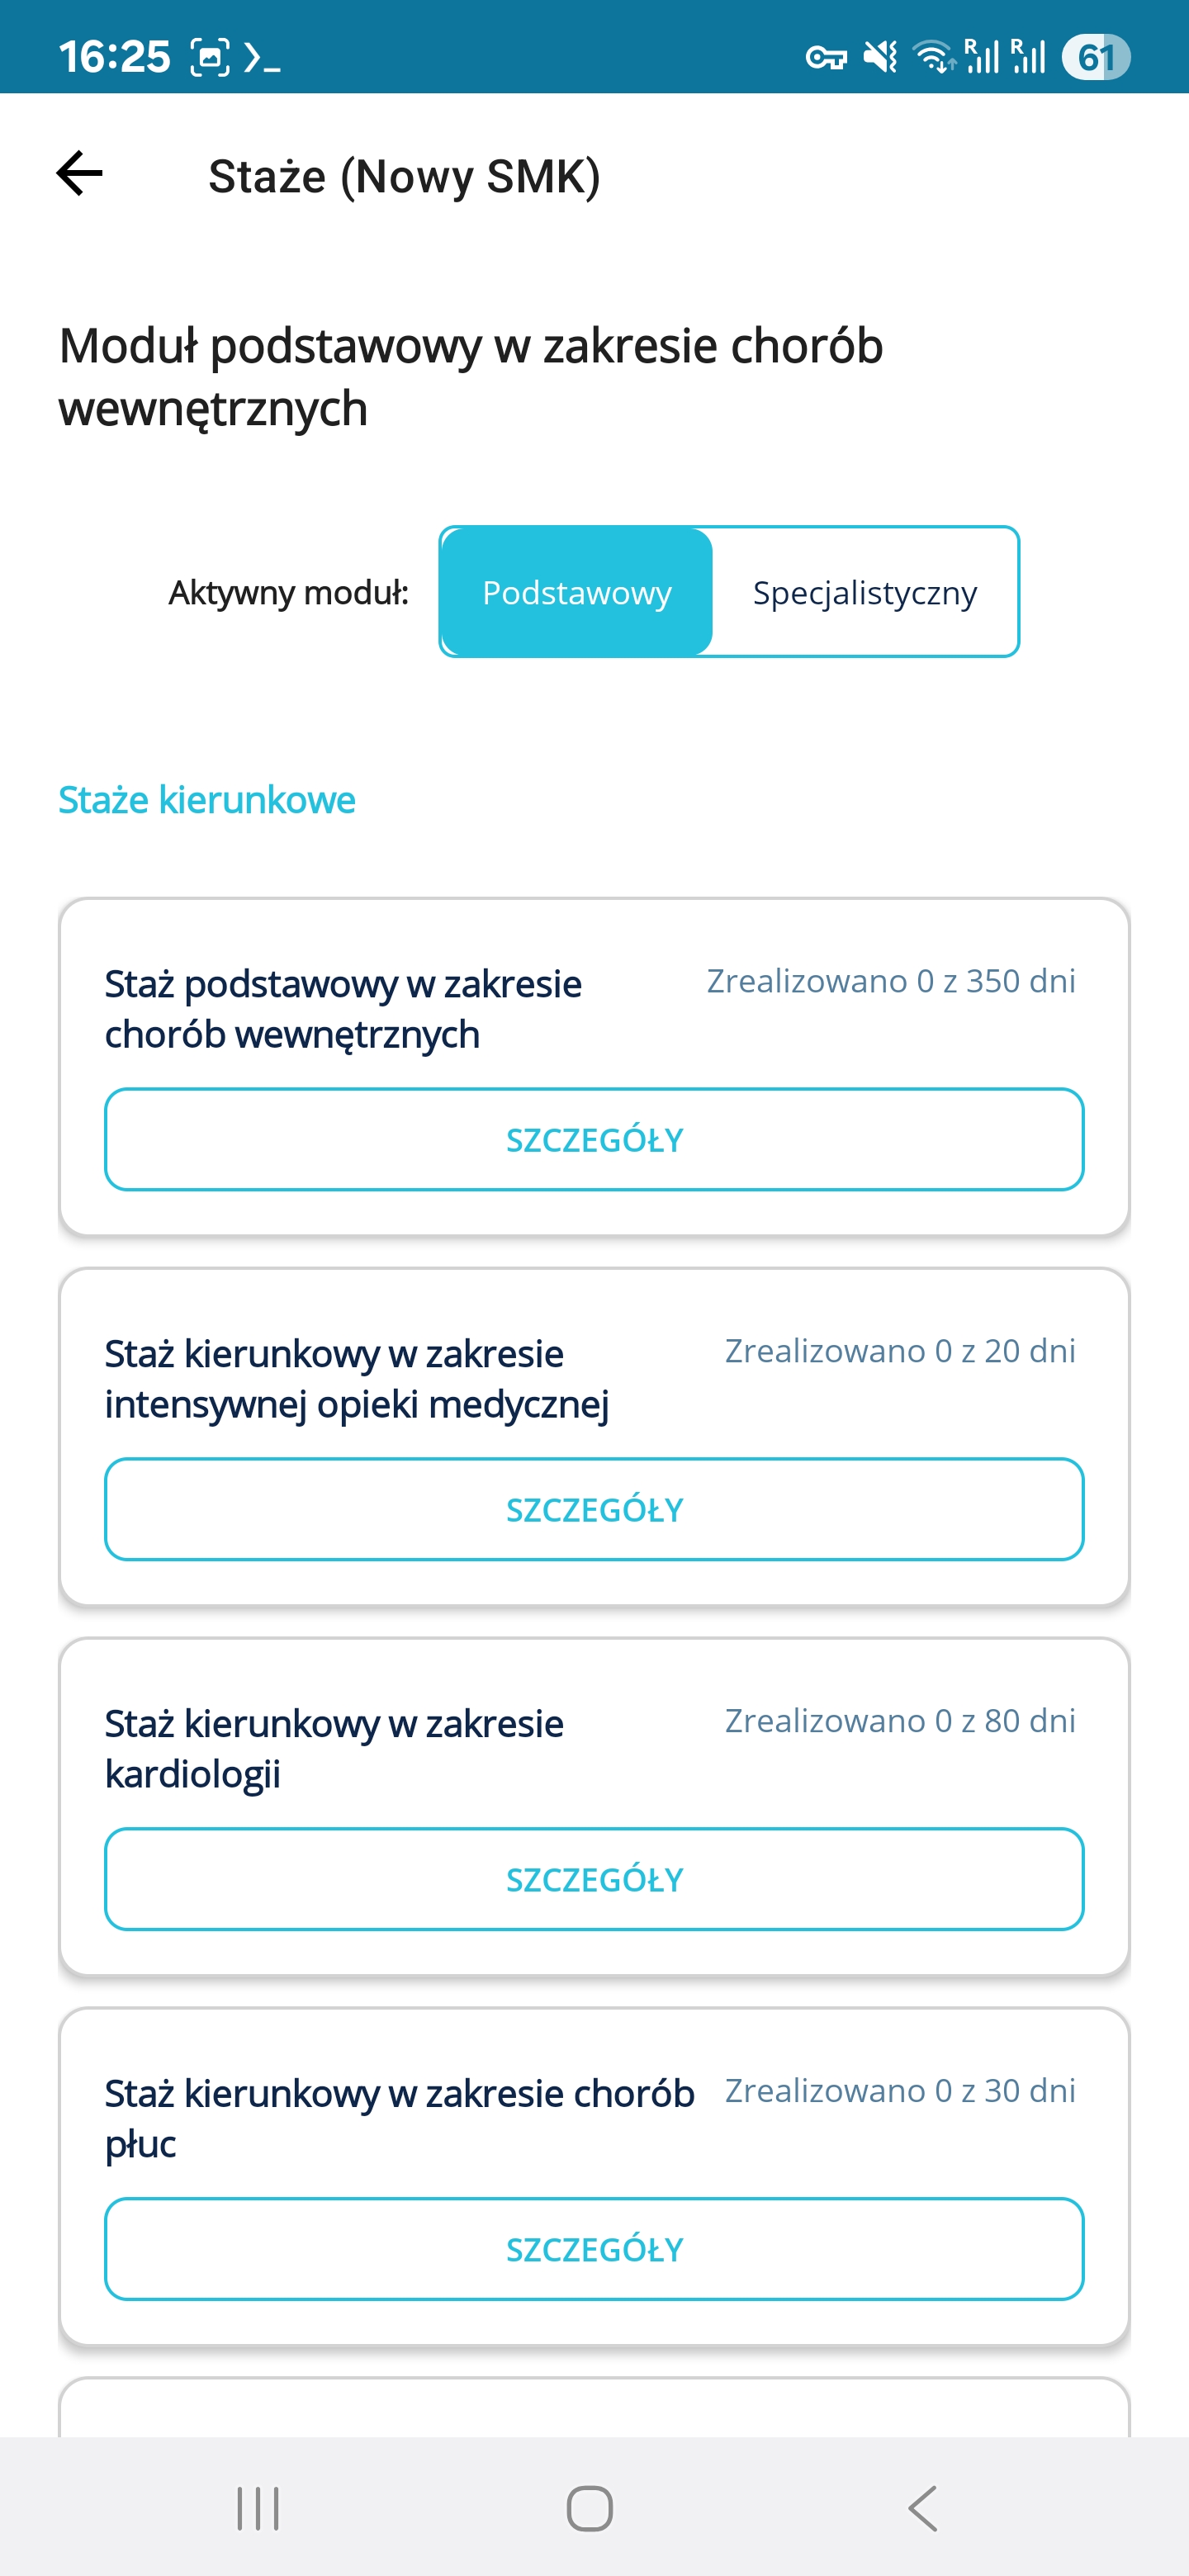 16:25
R R 61
Staże (Nowy SMK)
Moduł podstawowy w zakresie chorób
wewnętrznych
Aktywny moduł: Podstawowy Specjalistyczny
Staże kierunkowe
Staż podstawowy w zakresie Zrealizowano 0 z 350 dni
chorób wewnętrznych
SZCZEGÓŁY
Staż kierunkowy w zakresie Zrealizowano 0 z 20 dni
intensywnej opieki medycznej
SZCZEGÓŁY
Staż kierunkowy w zakresie Zrealizowano 0 z 80 dni
kardiologii
SZCZEGÓŁY
Staż kierunkowy w zakresie chorób Zrealizowano 0 z 30 dni
płuc
SZCZEGÓŁY